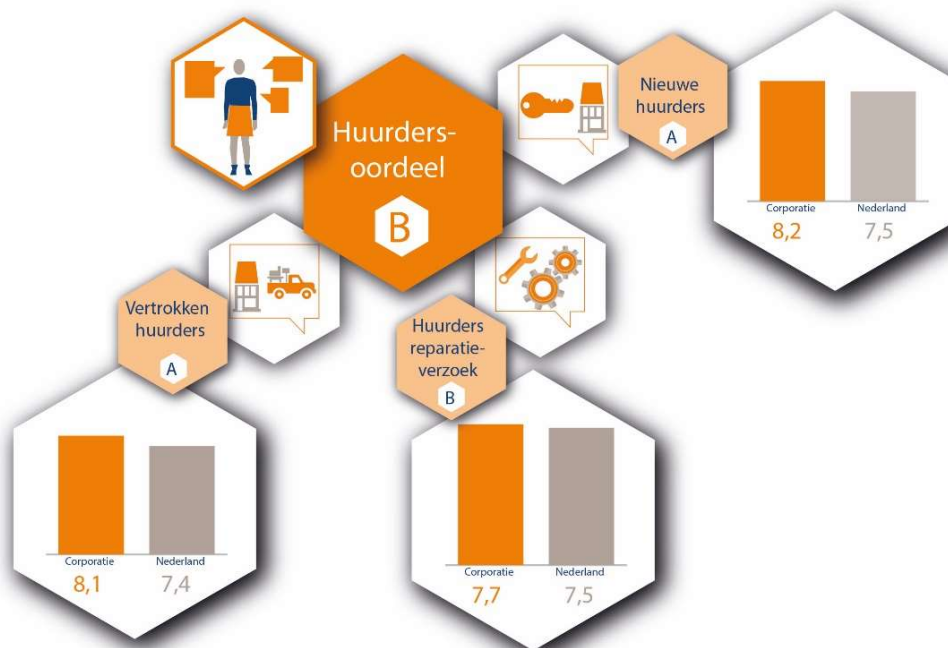 Huurders-
oordeel
B
Nieuwe
huurders
A
Corporatie
8,2
Nederland
7,5
Vertrokken
huurders
A
Corporatie
8,1
Nederland
7,4
Huurders
reparatie-
verzoek
B
Corporatie
7,7
Nederland
7,5